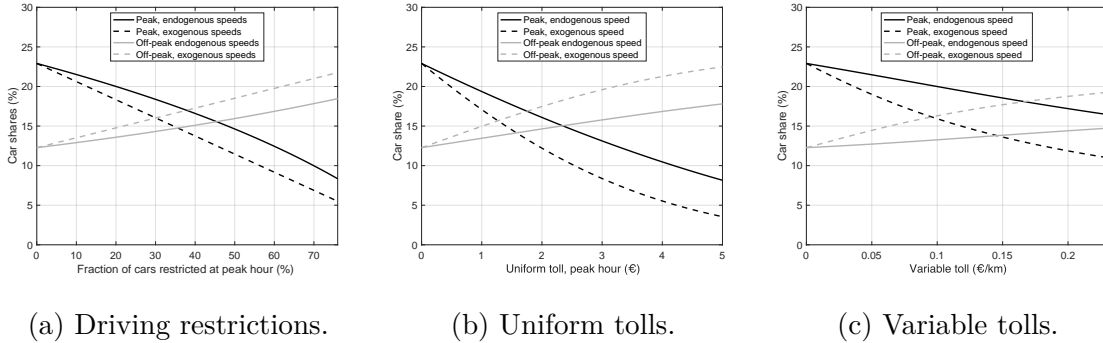 Peak, endogenous speeds
Peak, exogenous speeds
Off-peak endogenous speeds
Off-peak, exogenous speeds
30
25
20
15
10
5
0
Car shares (%)
0 10 20 30 40 50 60 70
Fraction of cars restricted at peak hour (%)
(a) Driving restrictions.
Peak, endogenous speed
Peak, exogenous speed
Off-peak endogenous speed
Off-peak, exogenous speed
30
25
20
15
10
5
0
Car share (%)
0 1 2 3 4 5
Uniform toll, peak hour (€)
(b) Uniform tolls.
Peak, endogenous speed
Peak, exogenous speed
Off-peak endogenous speed
Off-peak, exogenous speed
30
25
20
15
10
5
0
Car share (%)
0 0.05 0.1 0.15 0.2
Variable toll (€/km)
(c) Variable tolls.